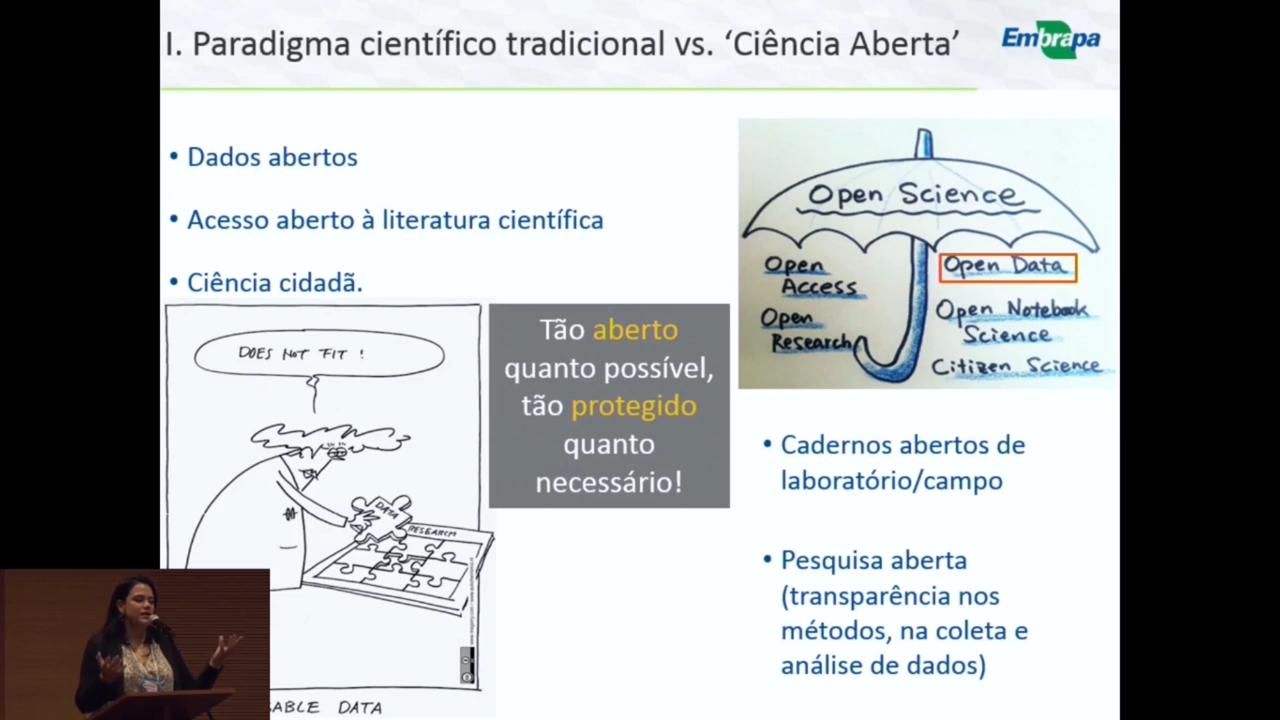 I. Paradigma científico tradicional vs. ‘Ciência Aberta’
Embrapa
• Dados abertos
• Acesso aberto à literatura científica
• Ciência cidadã.
DOES NOT FIT !
DATA
RESEARCH
ABLE DATA
Tão aberto
quanto possível,
tão protegido
quanto
necessário!
Open Science
Open
Access
Open
Research
Open Data
Open Notebook
Science
Citizen Science
• Cadernos abertos de
laboratório/campo
• Pesquisa aberta
(transparência nos
métodos, na coleta e
análise de dados)